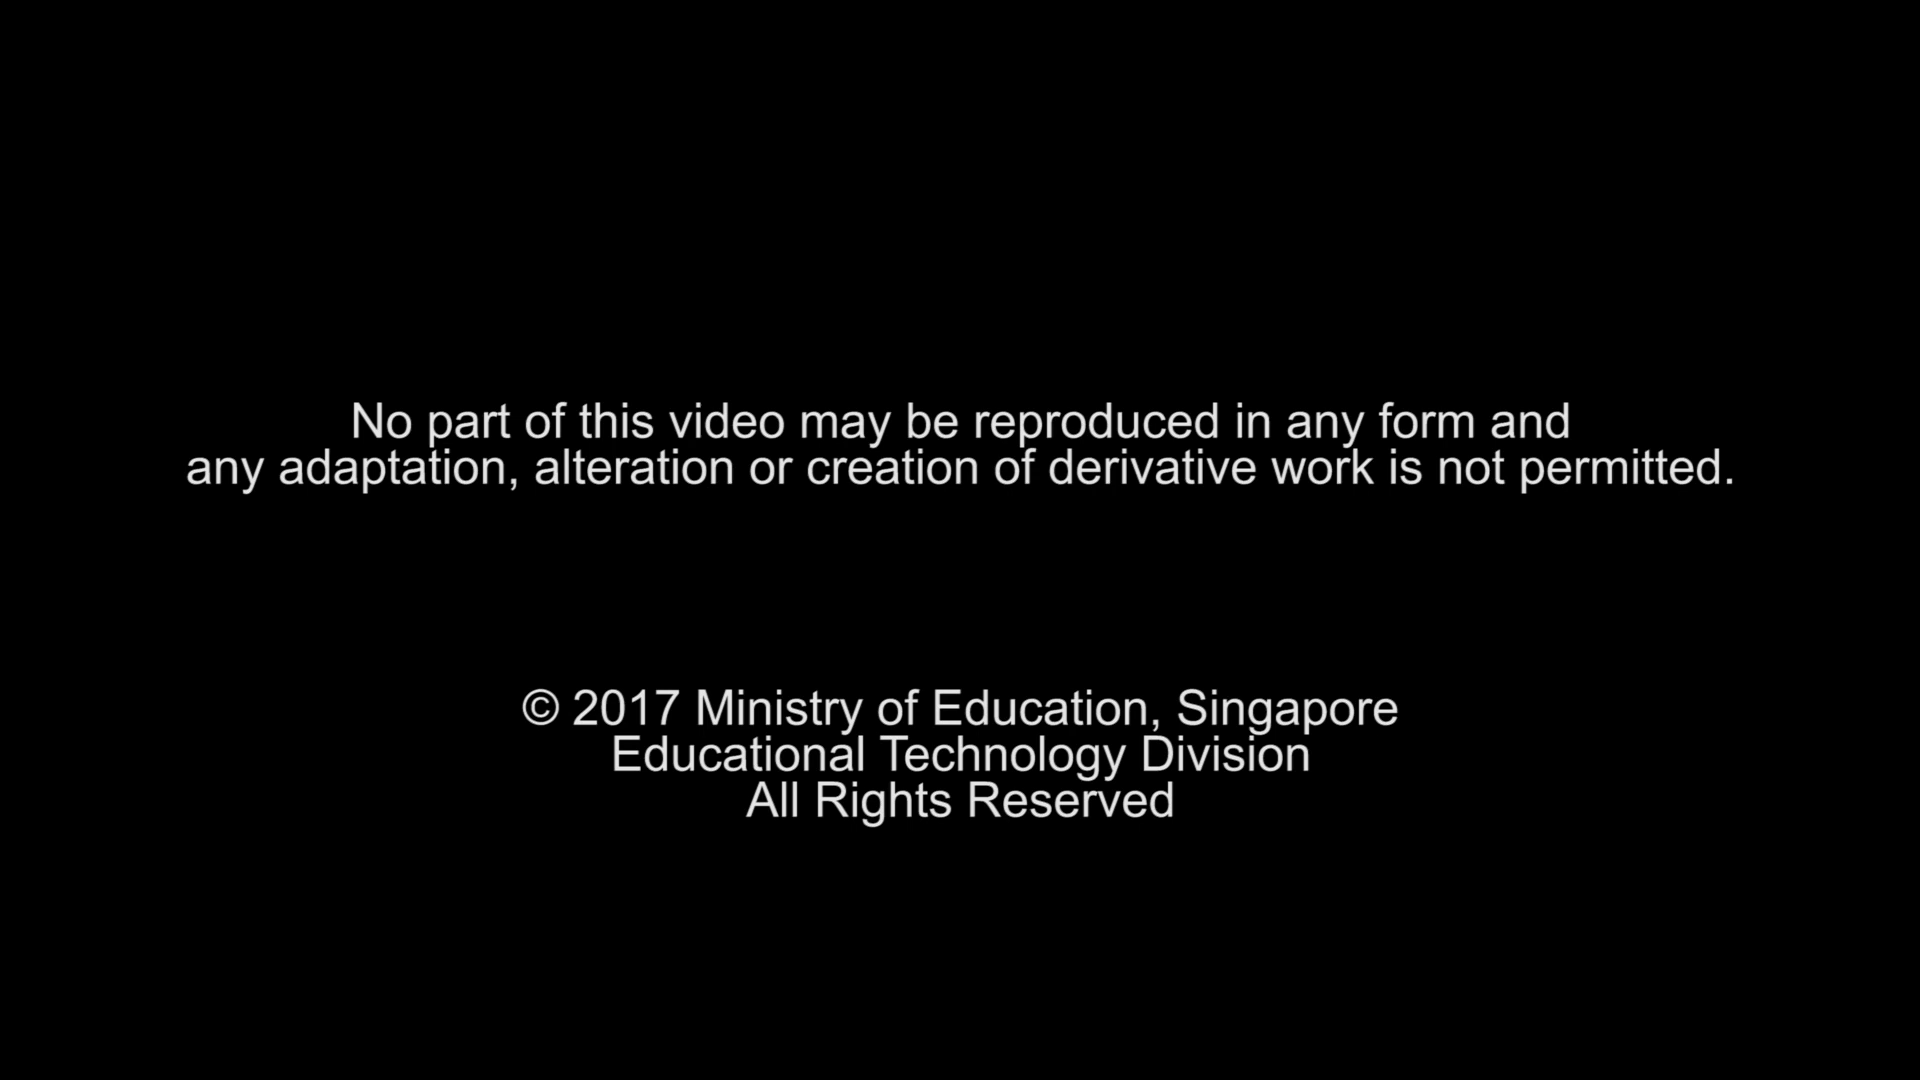 No part of this video may be reproduced in any form and
any adaptation, alteration or creation of derivative work is not permitted.
© 2017 Ministry of Education, Singapore
Educational Technology Division
All Rights Reserved